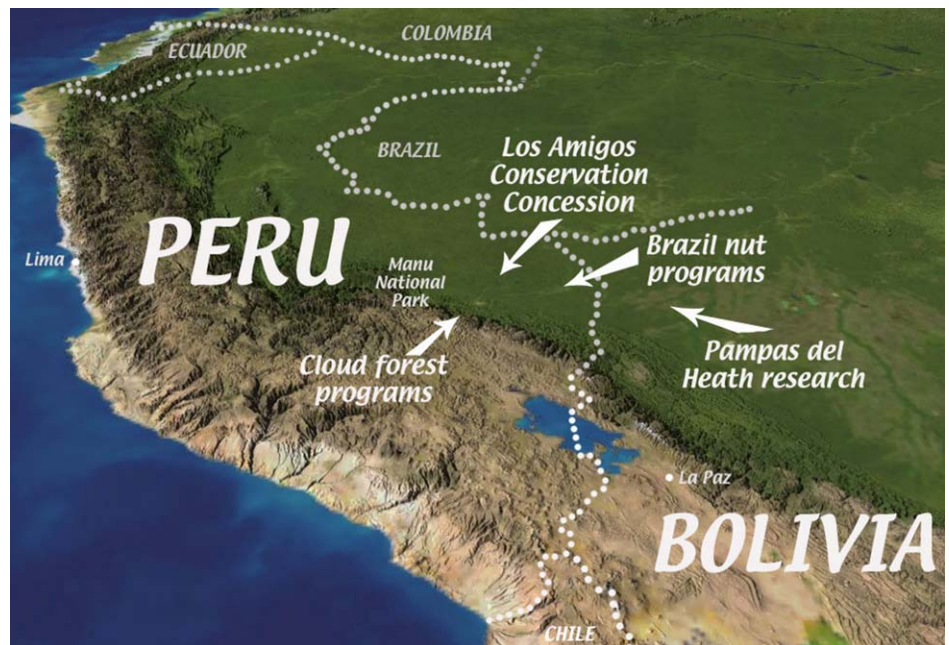 COLOMBIA
ECUADOR
BRAZIL
Los Amigos
Conservation
Concession
PERU
Lima
Manu
National
Park
Brazil nut
programs
Cloud forest
programs
Pampas del
Heath research
La Paz
BOLIVIA
CHILE